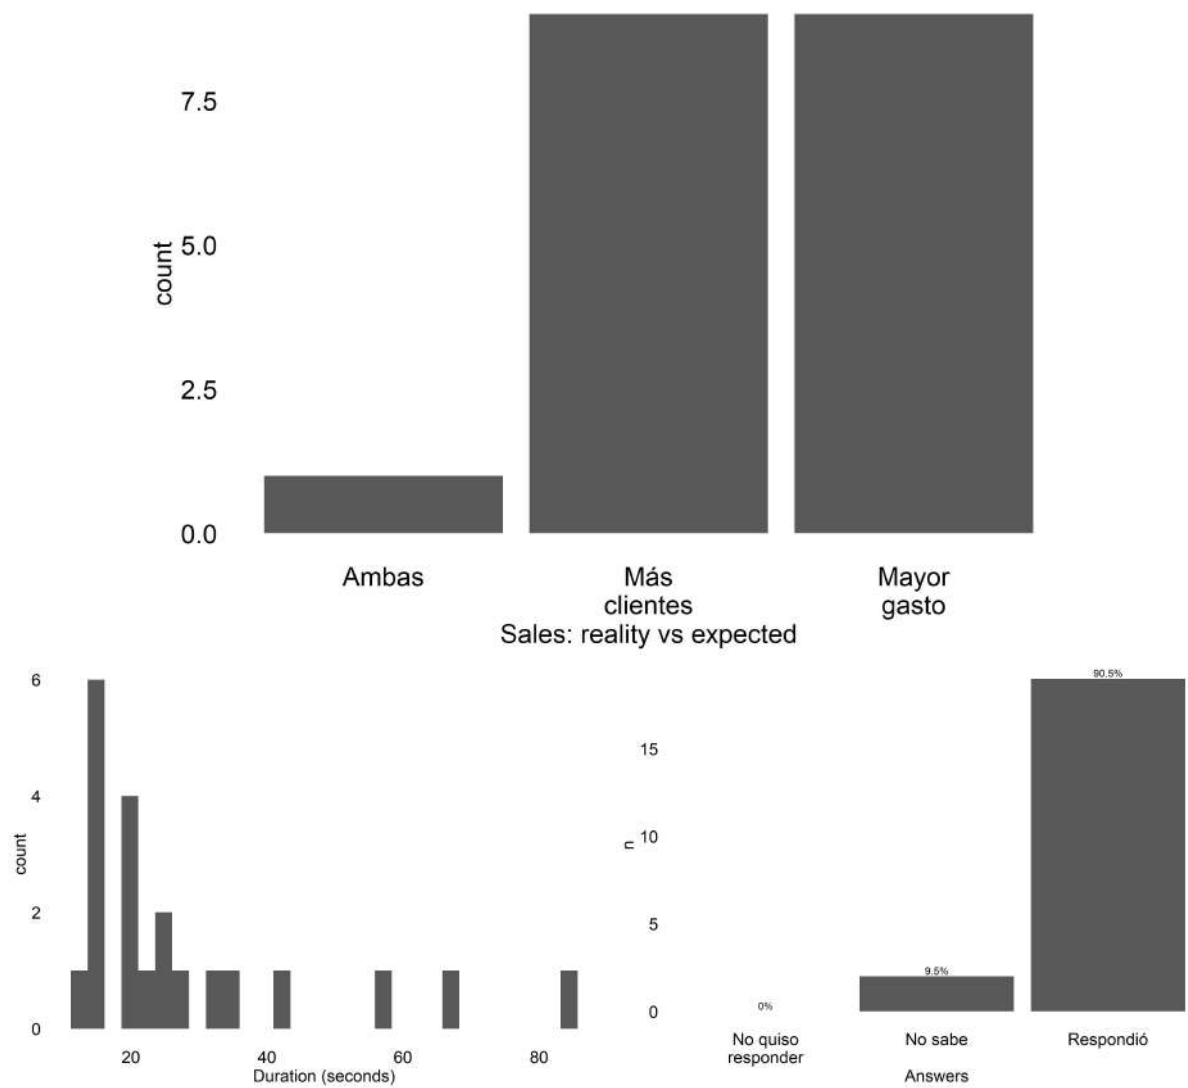 7.5
5.0
2.5
0.0
count
Ambas
Más
clientes
Mayor
gasto
Sales: reality vs expected
6
4
2
0
count
20
40
60
80
Duration (seconds)
15
10
5
0
n
0%
9.5%
90.5%
No quiso
responder
No sabe
Respondió
Answers